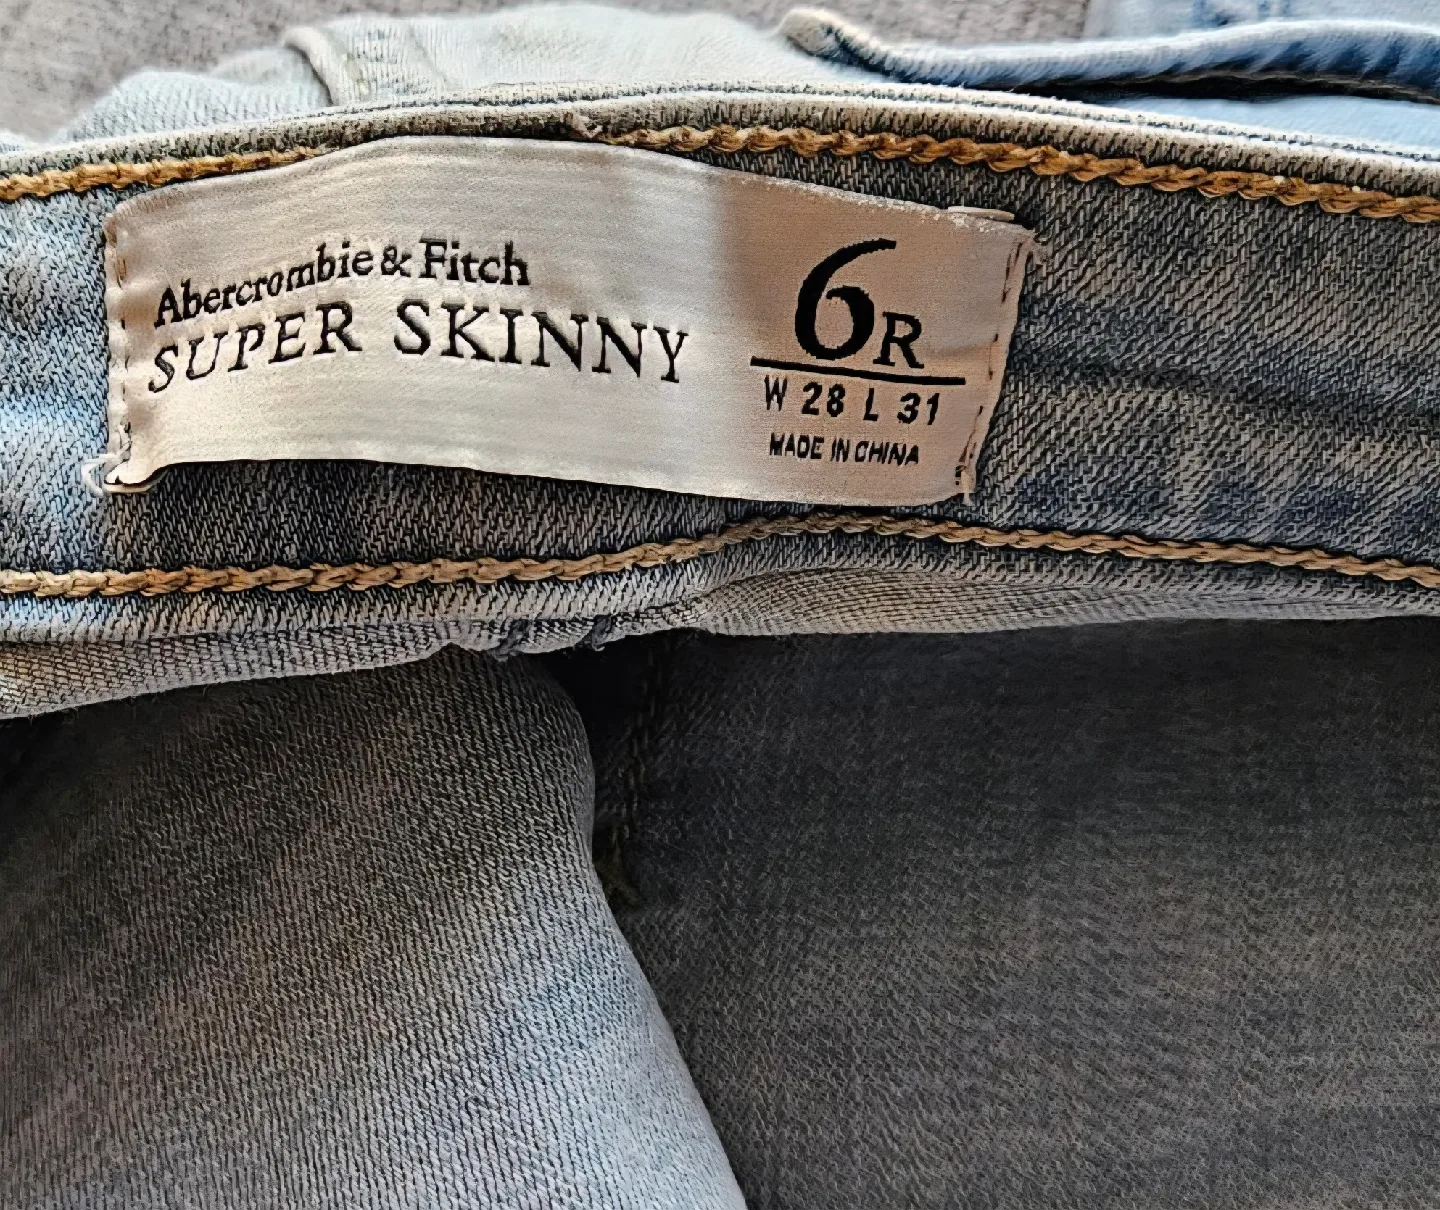 Abercrombie & Fitch
SUPER SKINNY
6R
W 28 L 31
MADE IN CHINA